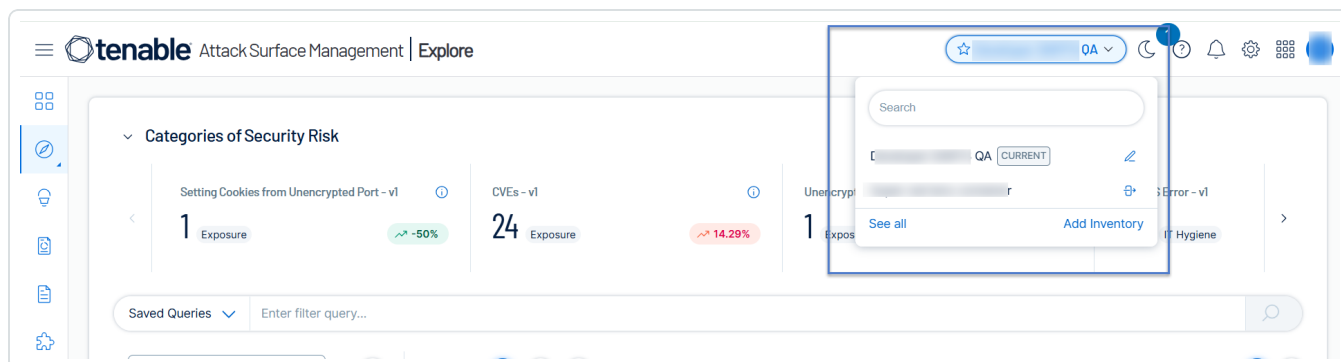 tenable Attack Surface Management | Explore
QA
1
Search
QA CURRENT
See all Add Inventory
Categories of Security Risk
Setting Cookies from Unencrypted Port - v1
1 Exposure -50%
CVEs - v1
24 Exposure 14.29%
1
Error - v1
IT Hygiene
Saved Queries Enter filter query...